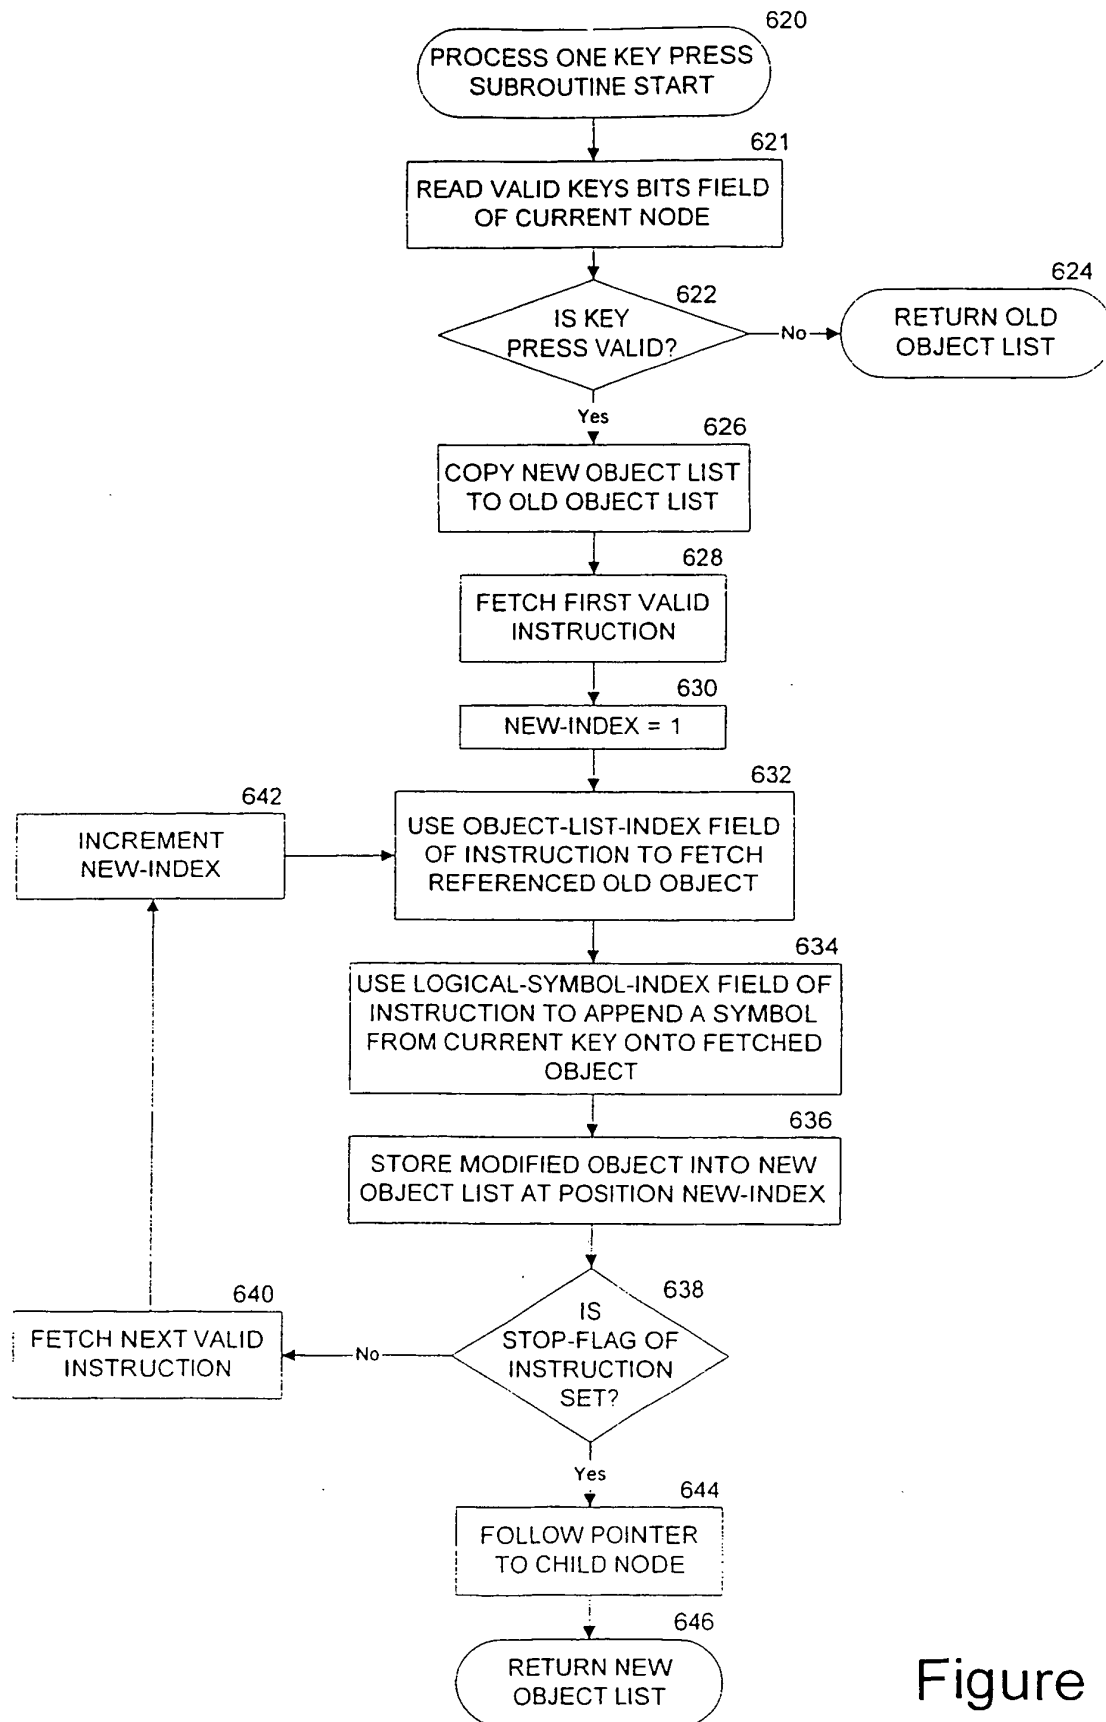 620
PROCESS ONE KEY PRESS
SUBROUTINE START
621
READ VALID KEYS BITS FIELD
OF CURRENT NODE
622
IS KEY
PRESS VALID?
No
624
RETURN OLD
OBJECT LIST
Yes
626
COPY NEW OBJECT LIST
TO OLD OBJECT LIST
628
FETCH FIRST VALID
INSTRUCTION
630
NEW-INDEX = 1
632
USE OBJECT-LIST-INDEX FIELD
OF INSTRUCTION TO FETCH
REFERENCED OLD OBJECT
642
INCREMENT
NEW-INDEX
634
USE LOGICAL-SYMBOL-INDEX FIELD OF
INSTRUCTION TO APPEND A SYMBOL
FROM CURRENT KEY ONTO FETCHED
OBJECT
636
STORE MODIFIED OBJECT INTO NEW
OBJECT LIST AT POSITION NEW-INDEX
638
IS
STOP-FLAG OF
INSTRUCTION
SET?
No
640
FETCH NEXT VALID
INSTRUCTION
Yes
644
FOLLOW POINTER
TO CHILD NODE
646
RETURN NEW
OBJECT LIST
Figure